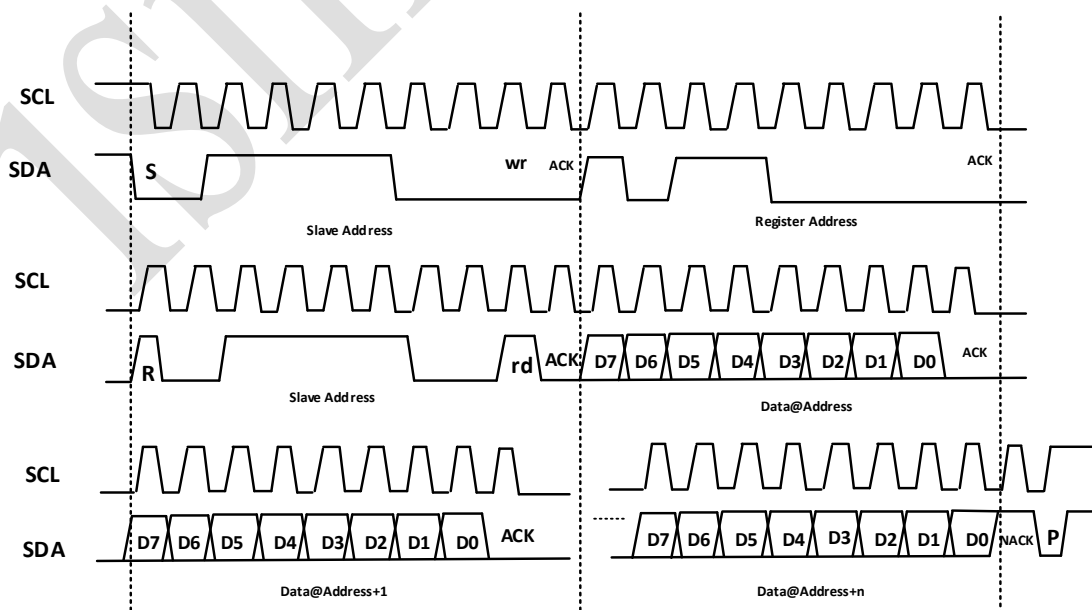 SCL
SDA S wr ACK ACK
Slave Address Register Address
SCL
SDA R rd ACK D7 D6 D5 D4 D3 D2 D1 D0 ACK
Slave Address Data@Address
SCL
SDA D7 D6 D5 D4 D3 D2 D1 D0 ACK D7 D6 D5 D4 D3 D2 D1 D0 NACK P
Data@Address+1 Data@Address+n